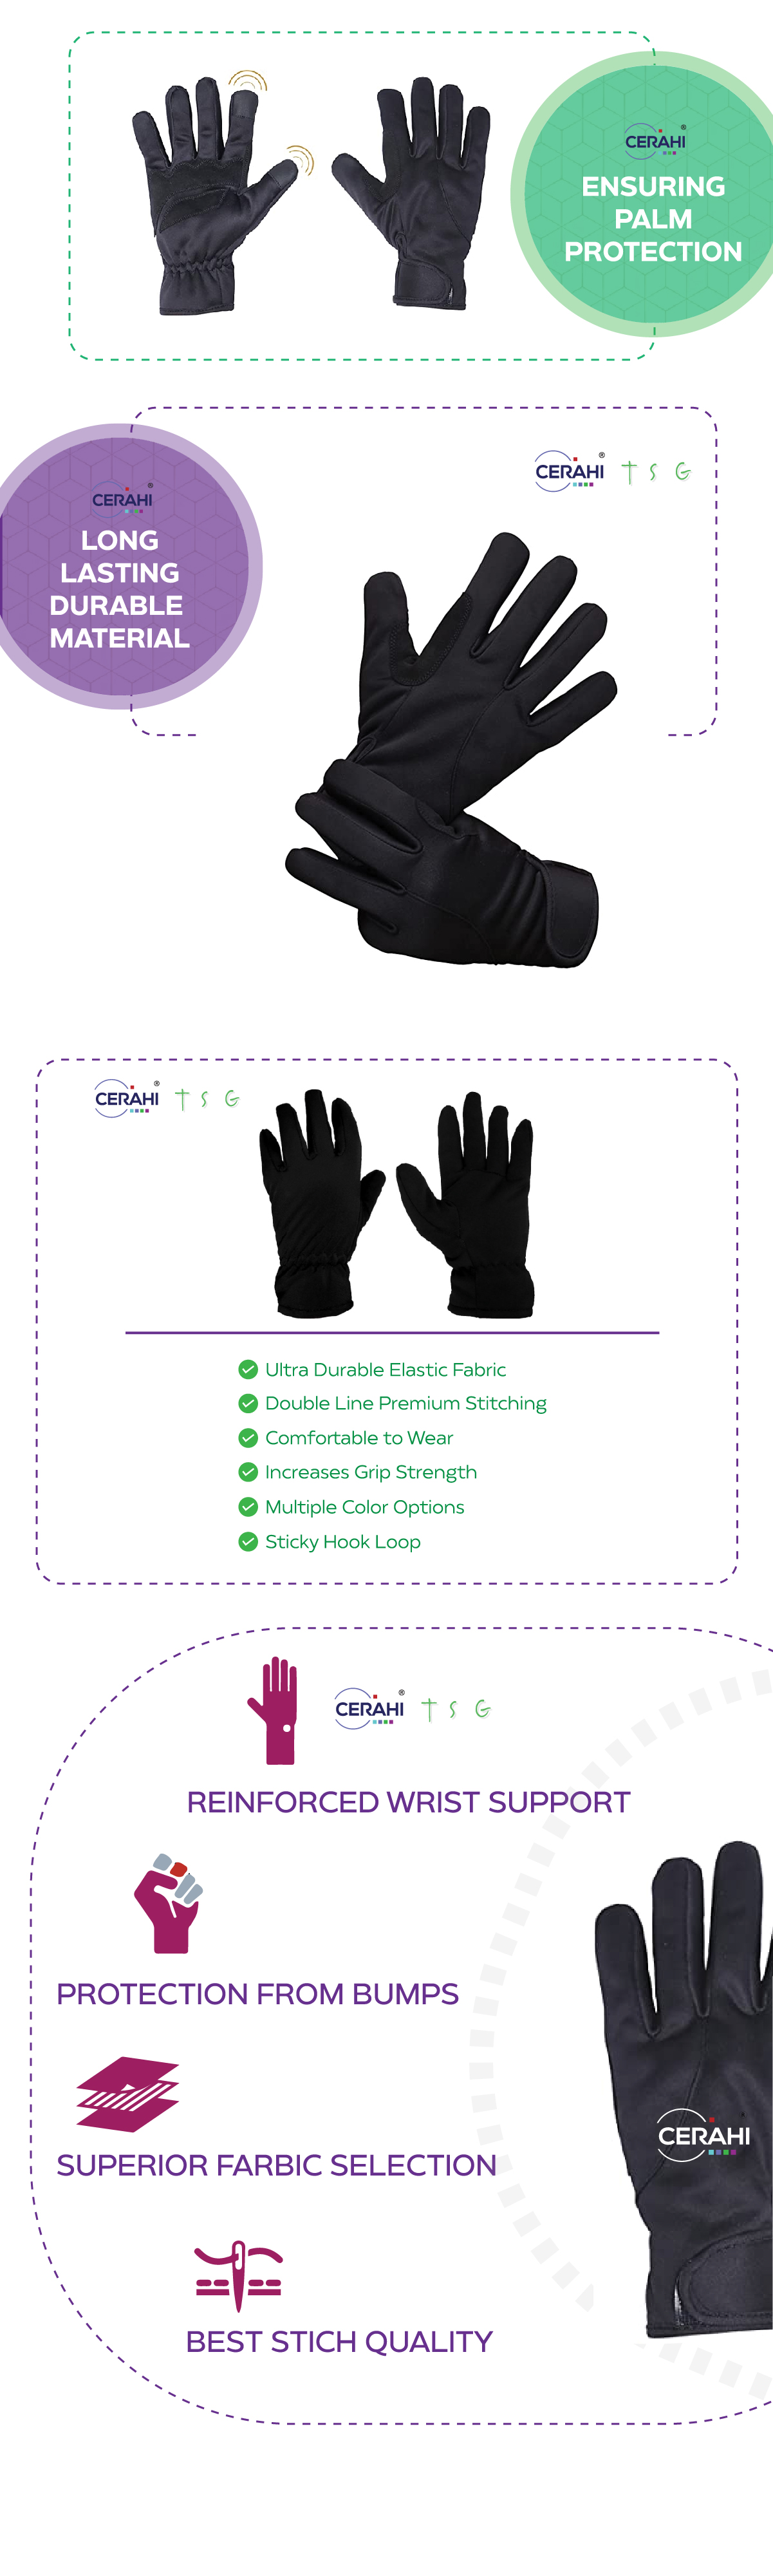 CERAHI®
ENSURING
PALM
PROTECTION
CERAHI®
LONG
LASTING
DURABLE
MATERIAL
CERAHI® T S G
CERAHI® T S G
Ultra Durable Elastic Fabric
Double Line Premium Stitching
Comfortable to Wear
Increases Grip Strength
Multiple Color Options
Sticky Hook Loop
CERAHI® T S G
REINFORCED WRIST SUPPORT
PROTECTION FROM BUMPS
SUPERIOR FARBIC SELECTION
BEST STICH QUALITY
CERAHI